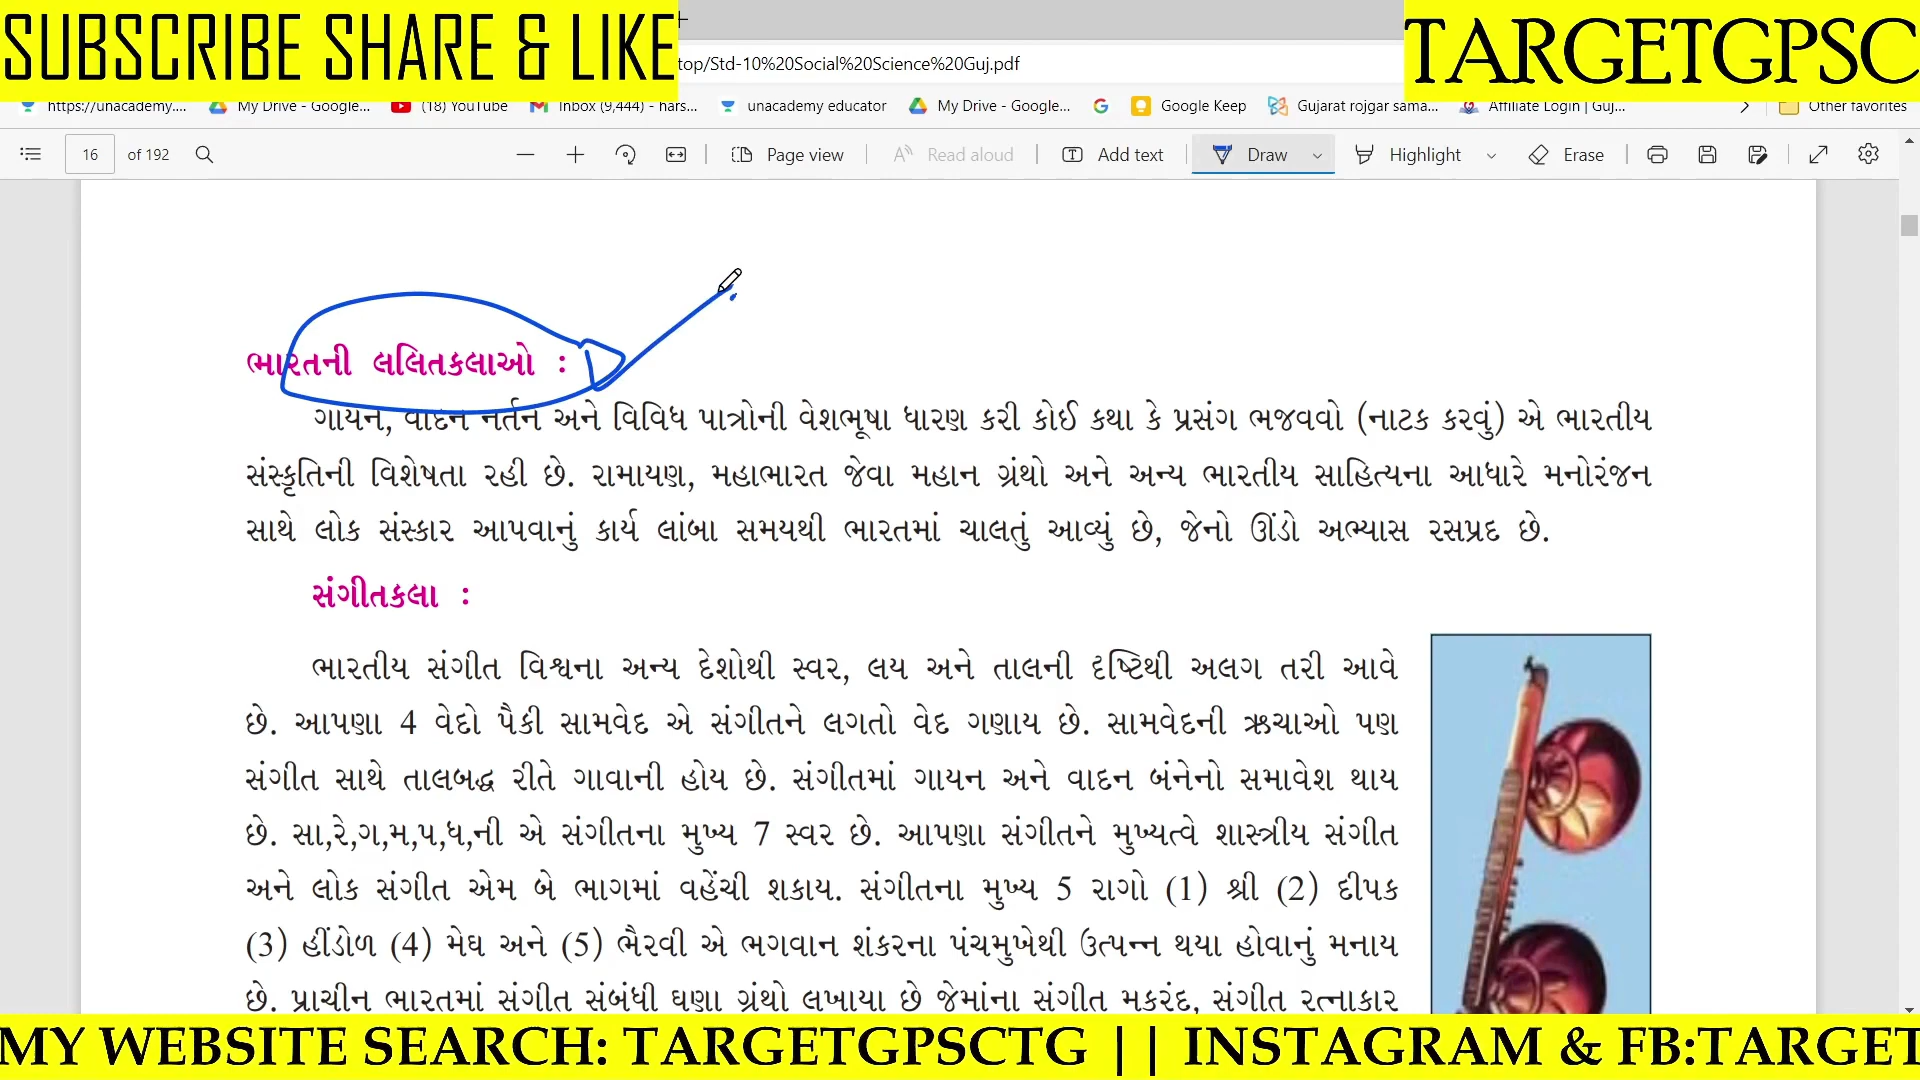 SUBSCRIBE SHARE & LIKE
TARGETGPSC
top/Std-10%20Social%20Science%20Guj.pdf
https://unacademy....
My Drive - Google...
(18) YouTube
Inbox (9,444) - hars...
unacademy educator
My Drive - Google...
Google Keep
Gujarat rojgar sama...
Affiliate Login | Guj...
Other favorites
16 of 192
Page view
Read aloud
Add text
Draw
Highlight
Erase
ભારતની લલિતકલાઓ :
ગાયન, વાદન નર્તન અને વિવિધ પાત્રોની વેશભૂષા ધારણ કરી કોઈ કથા કે પ્રસંગ ભજવવો (નાટક કરવું) એ ભારતીય
સંસ્કૃતિની વિશેષતા રહી છે. રામાયણ, મહાભારત જેવા મહાન ગ્રંથો અને અન્ય ભારતીય સાહિત્યના આધારે મનોરંજન
સાથે લોક સંસ્કાર આપવાનું કાર્ય લાંબા સમયથી ભારતમાં ચાલતું આવ્યું છે, જેનો ઊંડો અભ્યાસ રસપ્રદ છે.
સંગીતકલા :
ભારતીય સંગીત વિશ્વના અન્ય દેશોથી સ્વર, લય અને તાલની દૃષ્ટિથી અલગ તરી આવે
છે. આપણા 4 વેદો પૈકી સામવેદ એ સંગીતને લગતો વેદ ગણાય છે. સામવેદની ઋચાઓ પણ
સંગીત સાથે તાલબદ્ધ રીતે ગાવાની હોય છે. સંગીતમાં ગાયન અને વાદન બંનેનો સમાવેશ થાય
છે. સા,રે,ગ,મ,પ,ધ,ની એ સંગીતના મુખ્ય 7 સ્વર છે. આપણા સંગીતને મુખ્યત્વે શાસ્ત્રીય સંગીત
અને લોક સંગીત એમ બે ભાગમાં વહેંચી શકાય. સંગીતના મુખ્ય 5 રાગો (1) શ્રી (2) દીપક
(3) હીંડોળ (4) મેઘ અને (5) ભૈરવી એ ભગવાન શંકરના પંચમુખેથી ઉત્પન્ન થયા હોવાનું મનાય
છે. પ્રાચીન ભારતમાં સંગીત સંબંધી ઘણા ગ્રંથો લખાયા છે જેમાંના સંગીત મકરંદ, સંગીત રત્નાકાર
MY WEBSITE SEARCH: TARGETGPSCTG || INSTAGRAM & FB:TARGET